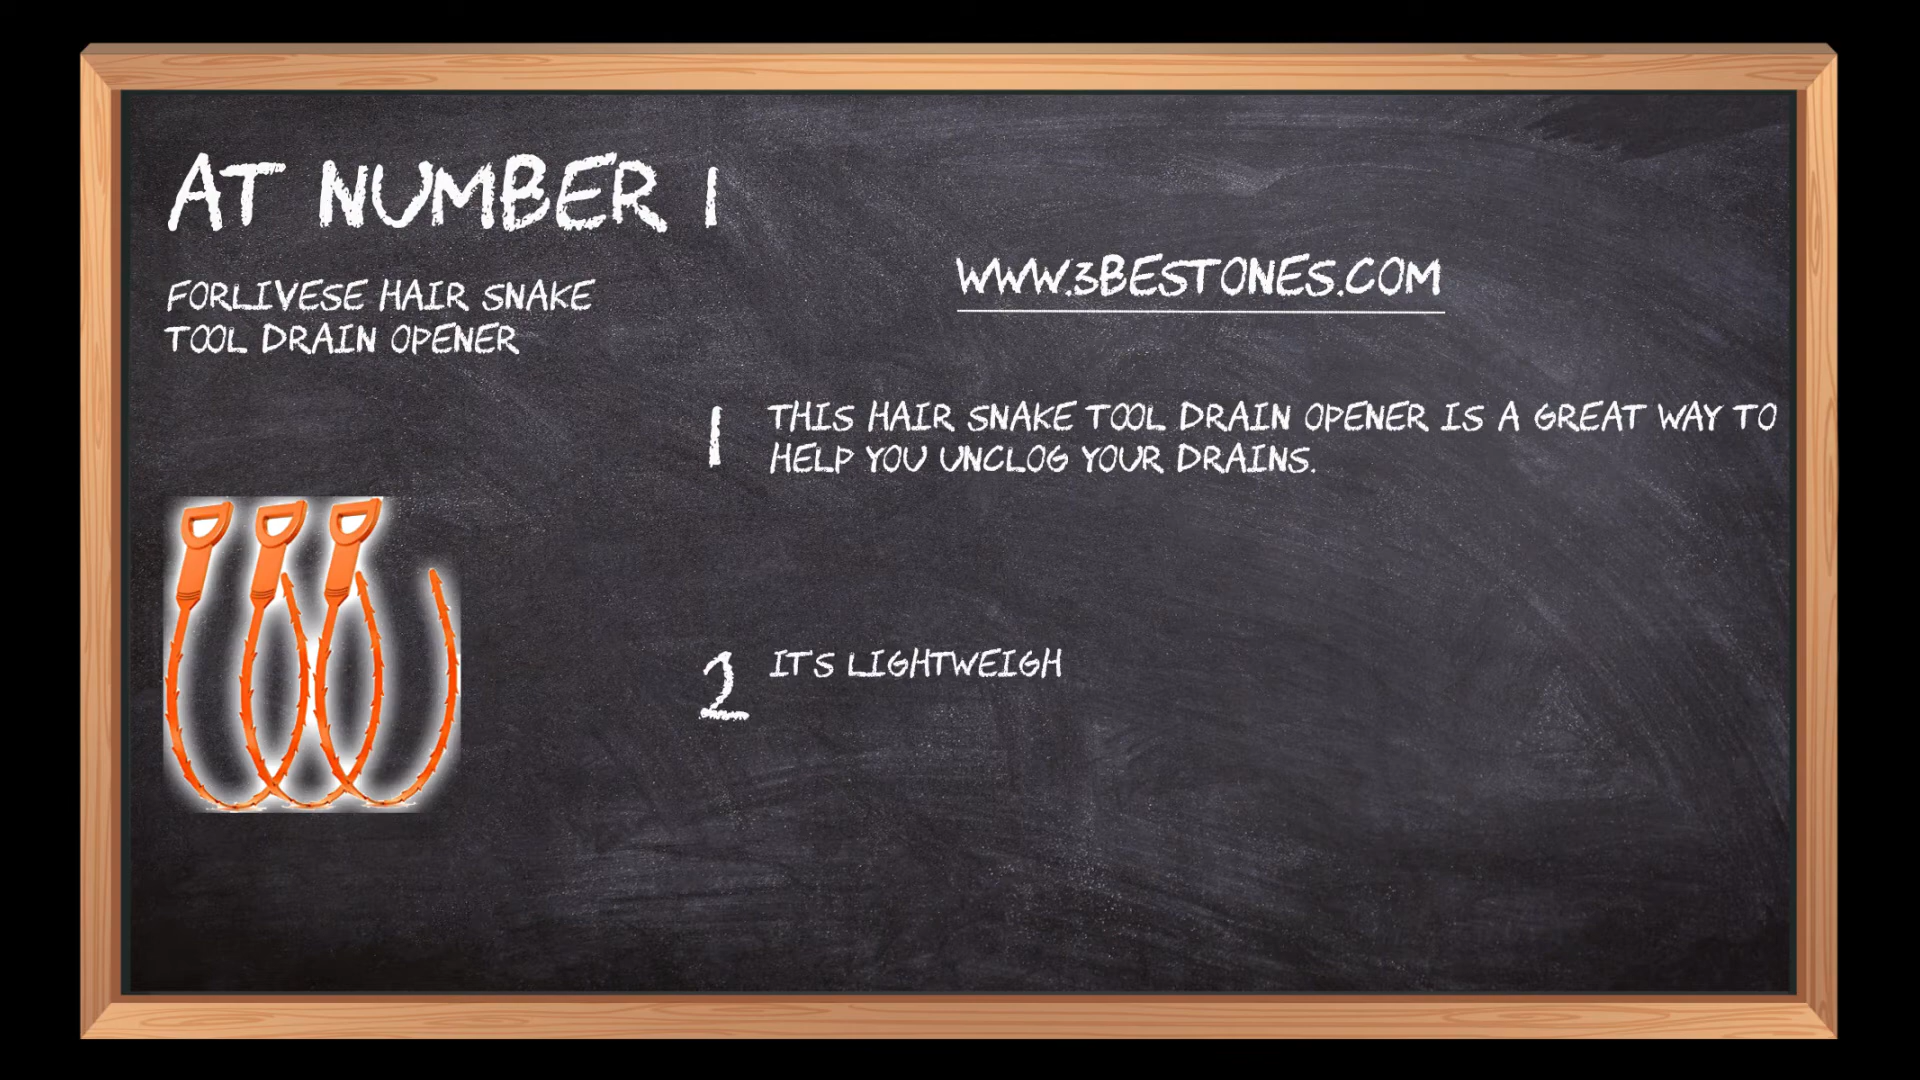 AT NUMBER 1
FORLIVESE HAIR SNAKE
TOOL DRAIN OPENER
WWW.3BESTONES.COM
1
THIS HAIR SNAKE TOOL DRAIN OPENER IS A GREAT WAY TO
HELP YOU UNCLOG YOUR DRAINS.
2
IT'S LIGHTWEIGH